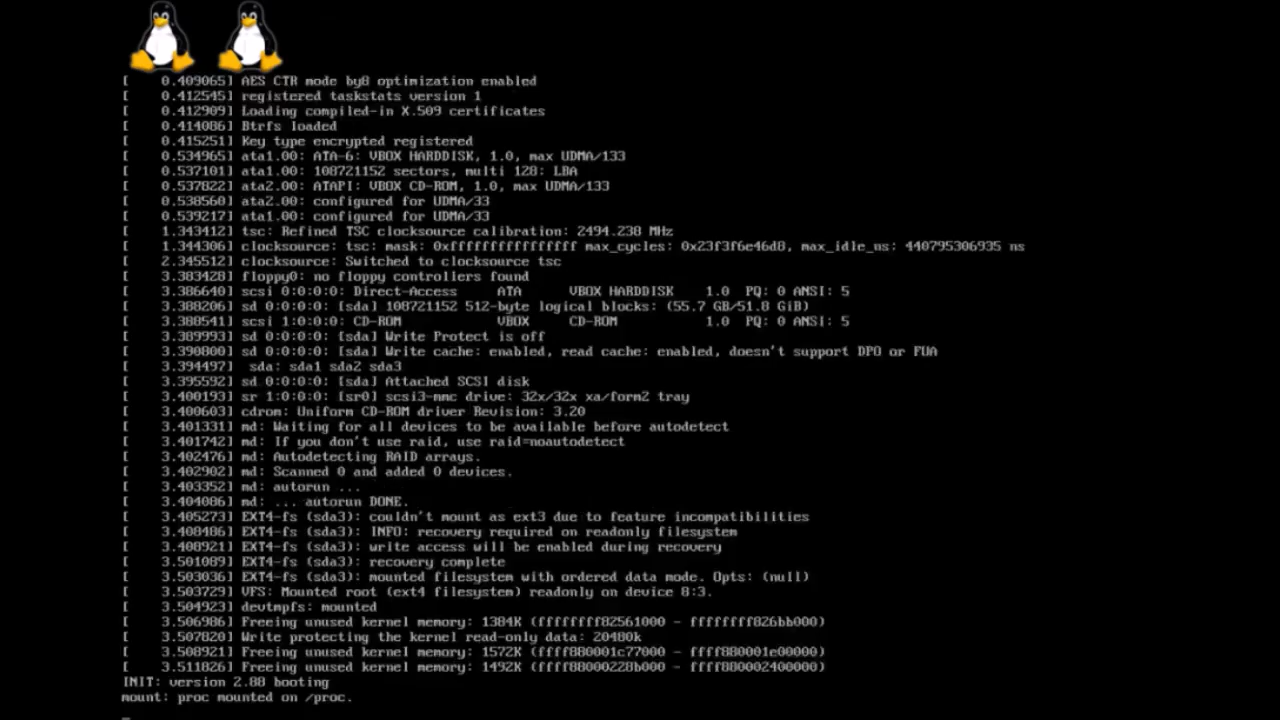 [    0.409065] AES CTR mode by8 optimization enabled
[    0.412545] registered taskstats version 1
[    0.412909] Loading compiled-in X.509 certificates
[    0.414086] Btrfs loaded
[    0.415251] Key type encrypted registered
[    0.534965] ata1.00: ATA-6: VBOX HARDDISK, 1.0, max UDMA/133
[    0.537101] ata1.00: 108721152 sectors, multi 128: LBA
[    0.537822] ata2.00: ATAPI: VBOX CD-ROM, 1.0, max UDMA/133
[    0.538560] ata2.00: configured for UDMA/33
[    0.539217] ata1.00: configured for UDMA/33
[    1.343412] tsc: Refined TSC clocksource calibration: 2494.238 MHz
[    1.344306] clocksource: tsc: mask: 0xffffffffffffffff max_cycles: 0x23f3f6e46d8, max_idle_ns: 440795306935 ns
[    2.345512] clocksource: Switched to clocksource tsc
[    3.383428] floppy0: no floppy controllers found
[    3.386640] scsi 0:0:0:0: Direct-Access     ATA      VBOX HARDDISK    1.0  PQ: 0 ANSI: 5
[    3.388206] sd 0:0:0:0: [sda] 108721152 512-byte logical blocks: (55.7 GB/51.8 GiB)
[    3.388541] scsi 1:0:0:0: CD-ROM            VBOX     CD-ROM           1.0  PQ: 0 ANSI: 5
[    3.389993] sd 0:0:0:0: [sda] Write Protect is off
[    3.390800] sd 0:0:0:0: [sda] Write cache: enabled, read cache: enabled, doesn't support DPO or FUA
[    3.394497]  sda: sda1 sda2 sda3
[    3.395592] sd 0:0:0:0: [sda] Attached SCSI disk
[    3.400193] sr 1:0:0:0: [sr0] scsi3-mmc drive: 32x/32x xa/form2 tray
[    3.400603] cdrom: Uniform CD-ROM driver Revision: 3.20
[    3.401331] md: Waiting for all devices to be available before autodetect
[    3.401742] md: If you don't use raid, use raid=noautodetect
[    3.402476] md: Autodetecting RAID arrays.
[    3.402902] md: Scanned 0 and added 0 devices.
[    3.403352] md: autorun ...
[    3.404086] md: ... autorun DONE.
[    3.405273] EXT4-fs (sda3): couldn't mount as ext3 due to feature incompatibilities
[    3.408486] EXT4-fs (sda3): INFO: recovery required on readonly filesystem
[    3.408921] EXT4-fs (sda3): write access will be enabled during recovery
[    3.501089] EXT4-fs (sda3): recovery complete
[    3.503036] EXT4-fs (sda3): mounted filesystem with ordered data mode. Opts: (null)
[    3.503729] VFS: Mounted root (ext4 filesystem) readonly on device 8:3.
[    3.504923] devtmpfs: mounted
[    3.506986] Freeing unused kernel memory: 1384K (ffffffff82561000 - ffffffff826bb000)
[    3.507820] Write protecting the kernel read-only data: 20480k
[    3.508921] Freeing unused kernel memory: 1572K (ffff880001c77000 - ffff880001e00000)
[    3.511826] Freeing unused kernel memory: 1492K (ffff88000228b000 - ffff880002400000)
INIT: version 2.88 booting
mount: proc mounted on /proc.